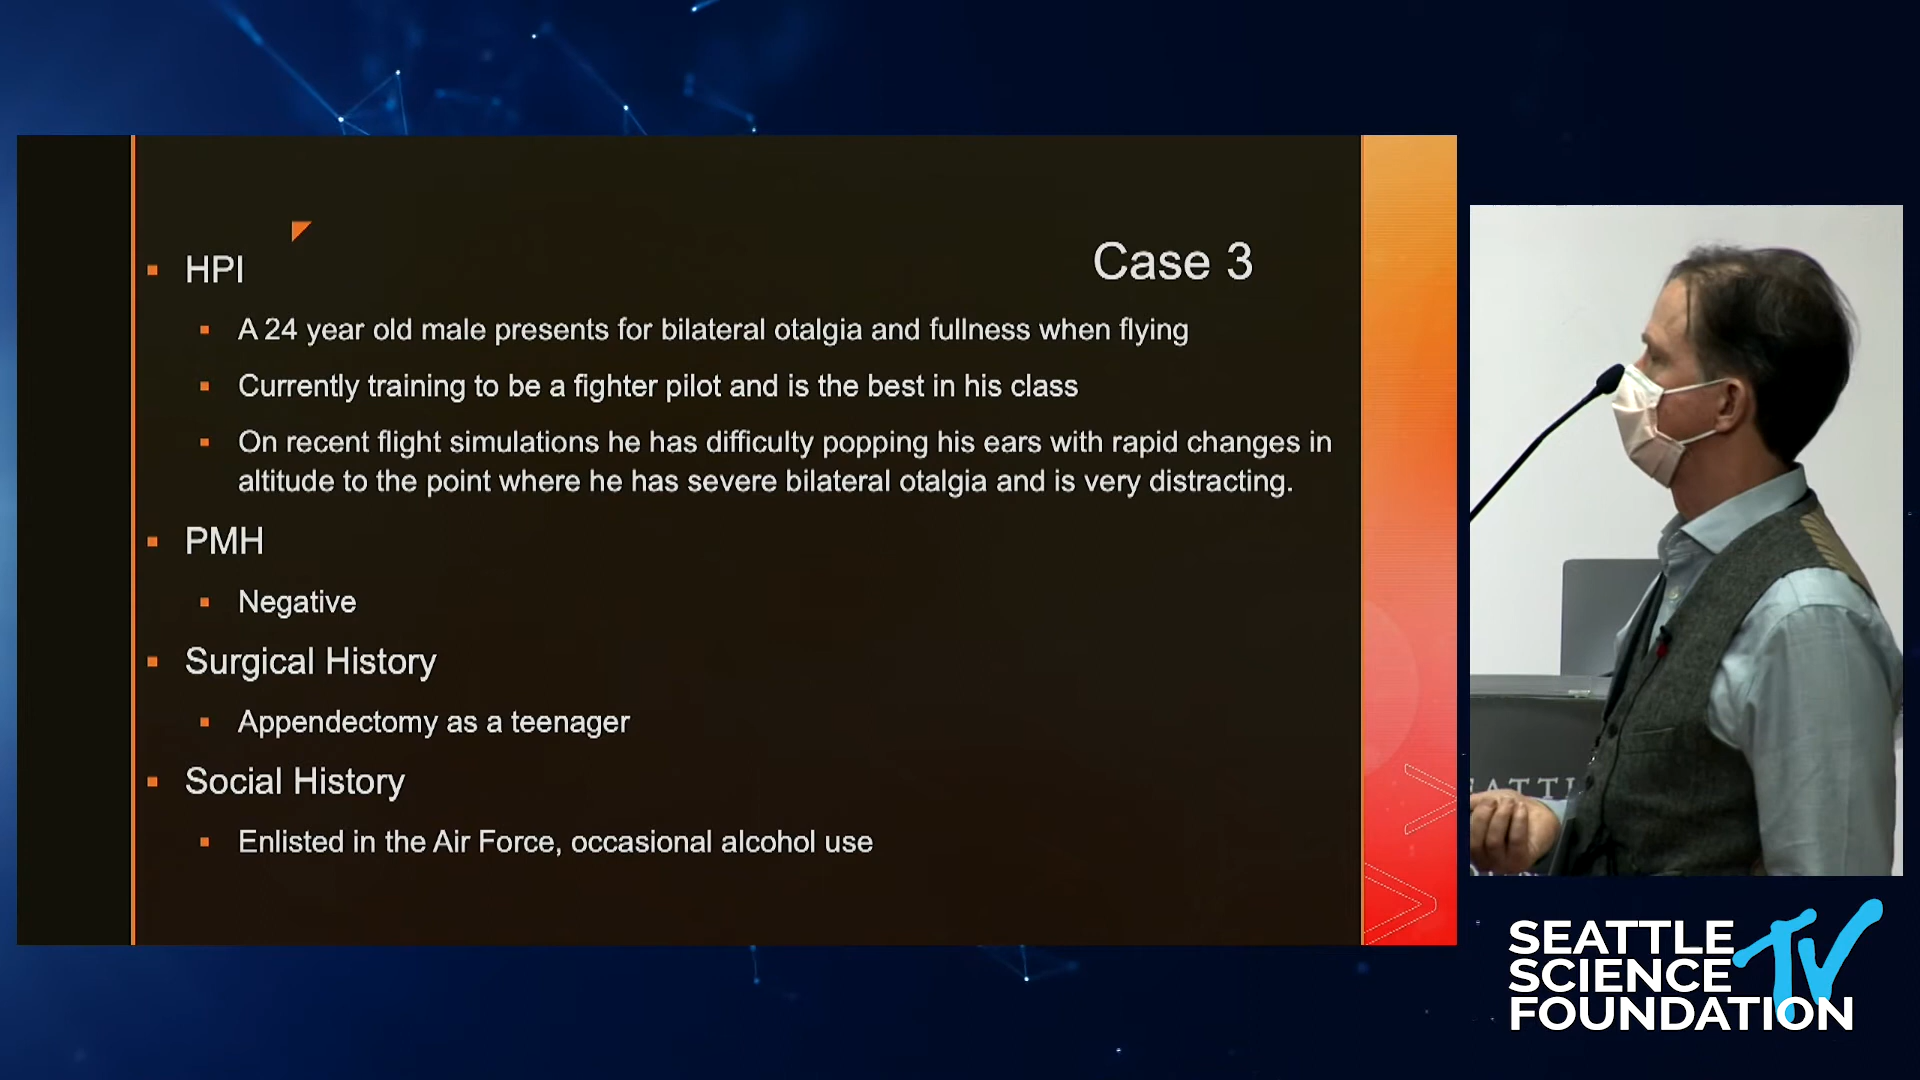 Case 3
HPI
A 24 year old male presents for bilateral otalgia and fullness when flying
Currently training to be a fighter pilot and is the best in his class
On recent flight simulations he has difficulty popping his ears with rapid changes in
altitude to the point where he has severe bilateral otalgia and is very distracting.
PMH
Negative
Surgical History
Appendectomy as a teenager
Social History
Enlisted in the Air Force, occasional alcohol use
SEATTLE
SCIENCE TV
FOUNDATION